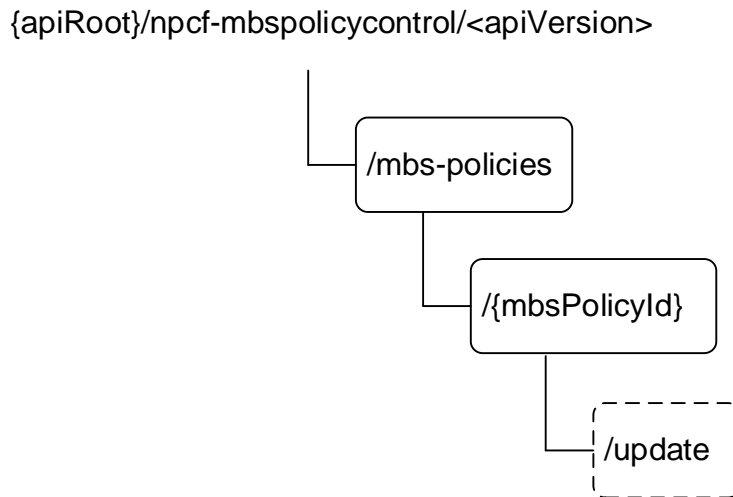 {apiRoot}/npcf-mbspolicycontrol/<apiVersion>
/mbs-policies
/{mbsPolicyId}
/update